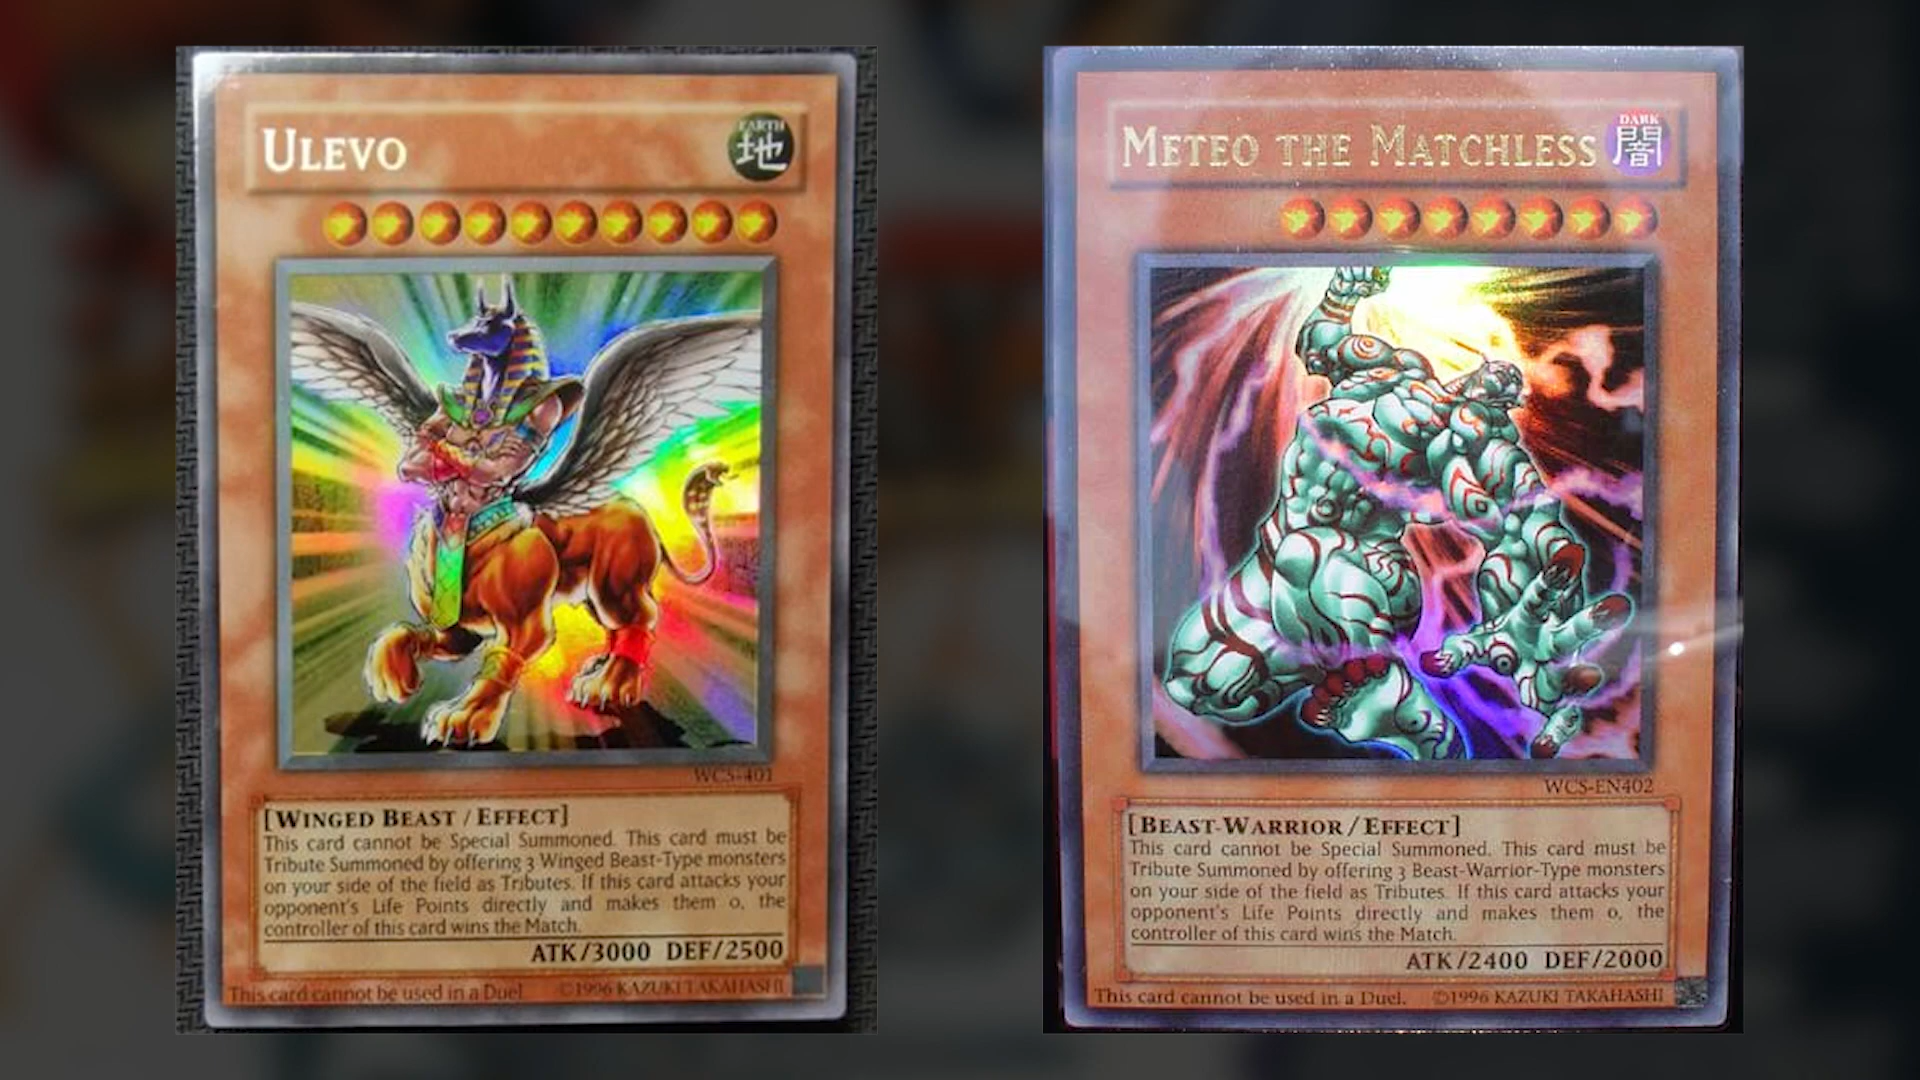 ULEVO
EARTH
地
WCS-401
[WINGED BEAST / EFFECT]
This card cannot be Special Summoned. This card must be
Tribute Summoned by offering 3 Winged Beast-Type monsters
on your side of the field as Tributes. If this card attacks your
opponent's Life Points directly and makes them 0, the
controller of this card wins the Match.
ATK/3000 DEF/2500
This card cannot be used in a Duel. ©1996 KAZUKI TAKAHASHI
METEO THE MATCHLESS
DARK
闇
WCS-EN402
[BEAST-WARRIOR / EFFECT]
This card cannot be Special Summoned. This card must be
Tribute Summoned by offering 3 Beast-Warrior-Type monsters
on your side of the field as Tributes. If this card attacks your
opponent's Life Points directly and makes them 0, the
controller of this card wins the Match.
ATK/2400 DEF/2000
This card cannot be used in a Duel. ©1996 KAZUKI TAKAHASHI